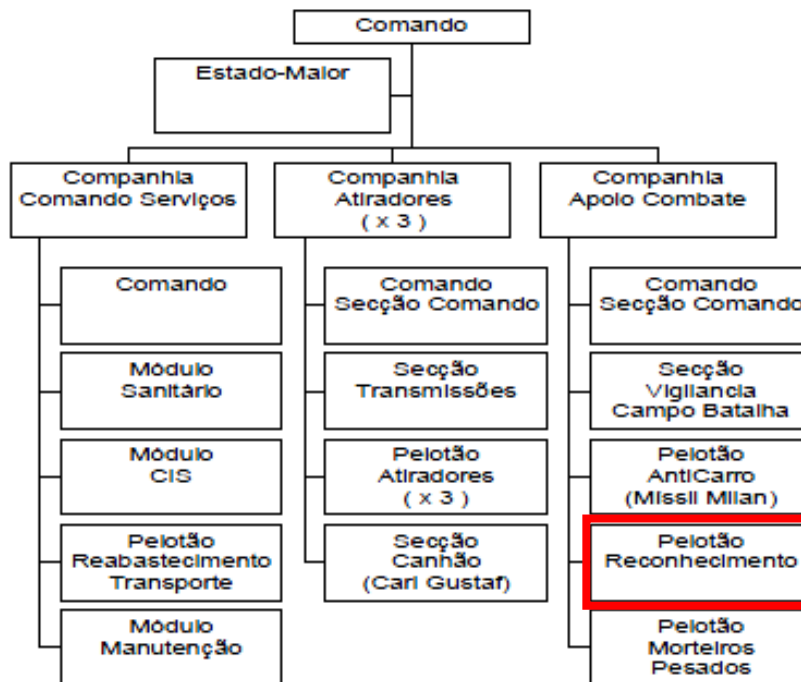 Comando
Estado-Maior
Companhia
Comando Serviços
Companhia
Atiradores
( x 3 )
Companhia
Apoio Combate
Comando
Módulo
Sanitário
Módulo
CIS
Pelotão
Reabastecimento
Transporte
Módulo
Manutenção
Comando
Secção Comando
Secção
Transmissões
Pelotão
Atiradores
( x 3 )
Secção
Canhão
(Carl Gustaf)
Comando
Secção Comando
Secção
Vigilancia
Campo Batalha
Pelotão
AntiCarro
(Missil Milan)
Pelotão
Reconhecimento
Pelotão
Morteiros
Pesados